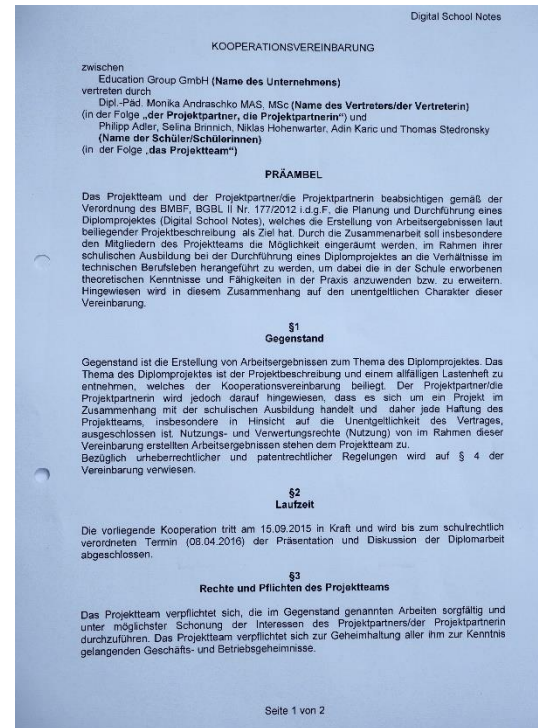 Digital School Notes
KOOPERATIONSVEREINBARUNG
zwischen
Education Group GmbH (Name des Unternehmens)
vertreten durch
Dipl.-Päd. Monika Andraschko MAS, MSc (Name des Vertreters/der Vertreterin)
(in der Folge „der Projektpartner, die Projektpartnerin“) und
Philipp Adler, Selina Brinnich, Niklas Hohenwarter, Adin Karic und Thomas Stedronsky
(Name der Schüler/Schülerinnen)
(in der Folge „das Projektteam“)
PRÄAMBEL
Das Projektteam und der Projektpartner/die Projektpartnerin beabsichtigen gemäß der
Verordnung des BMBF, BGBL II Nr. 177/2012 i.d.g.F, die Planung und Durchführung eines
Diplomprojektes (Digital School Notes), welches die Erstellung von Arbeitsergebnissen laut
beiliegender Projektbeschreibung als Ziel hat. Durch die Zusammenarbeit soll insbesondere
den Mitgliedern des Projektteams die Möglichkeit eingeräumt werden, im Rahmen ihrer
schulischen Ausbildung bei der Durchführung eines Diplomprojektes an die Verhältnisse im
technischen Berufsleben herangeführt zu werden, um dabei die in der Schule erworbenen
theoretischen Kenntnisse und Fähigkeiten in der Praxis anzuwenden bzw. zu erweitern.
Hingewiesen wird in diesem Zusammenhang auf den unentgeltlichen Charakter dieser
Vereinbarung.
§1
Gegenstand
Gegenstand ist die Erstellung von Arbeitsergebnissen zum Thema des Diplomprojektes. Das
Thema des Diplomprojektes ist der Projektbeschreibung und einem allfälligen Lastenheft zu
entnehmen, welches der Kooperationsvereinbarung beiliegt. Der Projektpartner/die
Projektpartnerin wird jedoch darauf hingewiesen, dass es sich um ein Projekt im
Zusammenhang mit der schulischen Ausbildung handelt und daher jede Haftung des
Projektteams, insbesondere in Hinsicht auf die Unentgeltlichkeit des Vertrages,
ausgeschlossen ist. Nutzungs- und Verwertungsrechte (Nutzung) von im Rahmen dieser
Vereinbarung erstellten Arbeitsergebnissen stehen dem Projektteam zu.
Bezüglich urheberrechtlicher und patentrechtlicher Regelungen wird auf § 4 der
Vereinbarung verwiesen.
§2
Laufzeit
Die vorliegende Kooperation tritt am 15.09.2015 in Kraft und wird bis zum schulrechtlich
verordneten Termin (08.04.2016) der Präsentation und Diskussion der Diplomarbeit
abgeschlossen.
§3
Rechte und Pflichten des Projektteams
Das Projektteam verpflichtet sich, die im Gegenstand genannten Arbeiten sorgfältig und
unter möglichster Schonung der Interessen des Projektpartners/der Projektpartnerin
durchzuführen. Das Projektteam verpflichtet sich zur Geheimhaltung aller ihm zur Kenntnis
gelangenden Geschäfts- und Betriebsgeheimnisse.
Seite 1 von 2